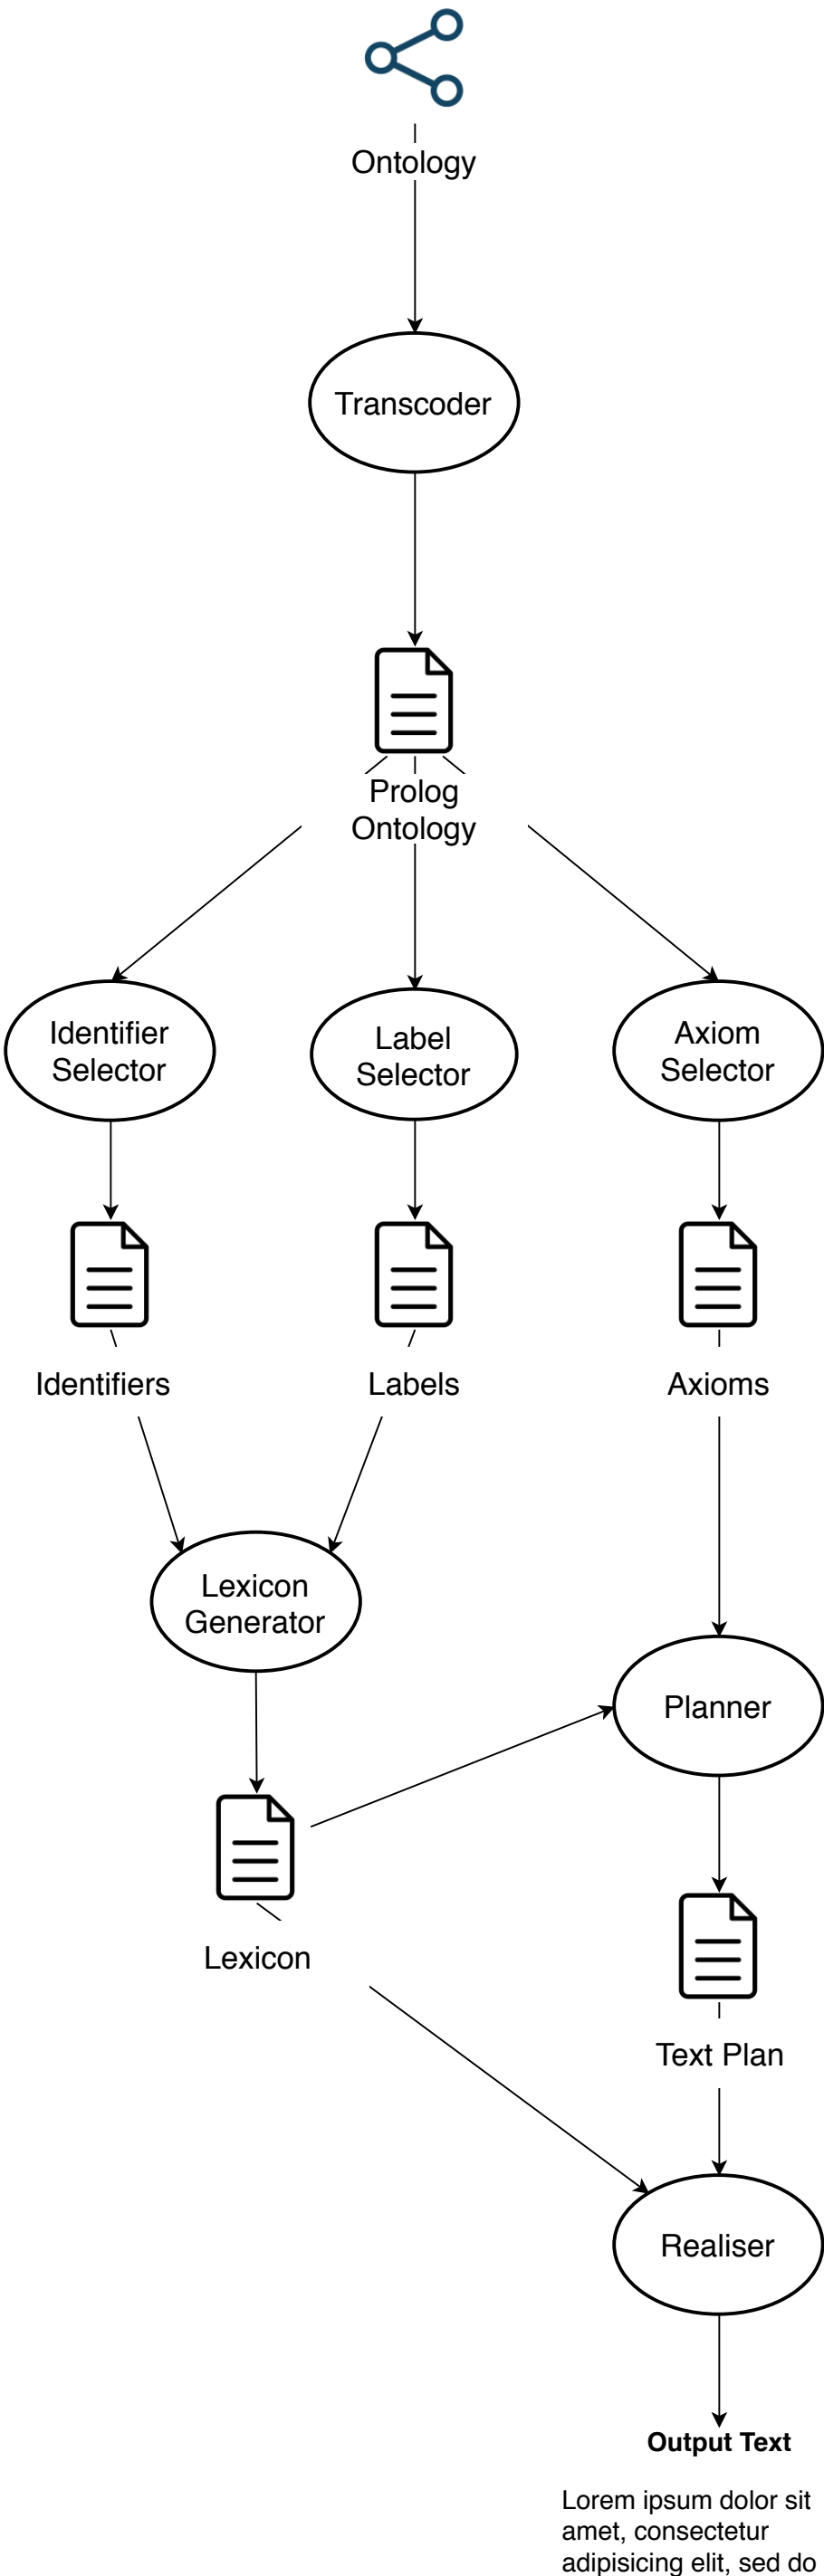 Ontology
Transcoder
Prolog
Ontology
Identifier
Selector
Label
Selector
Axiom
Selector
Identifiers
Labels
Axioms
Lexicon
Generator
Planner
Lexicon
Text Plan
Realiser
Output Text
Lorem ipsum dolor sit
amet, consectetur
adipisicing elit, sed do